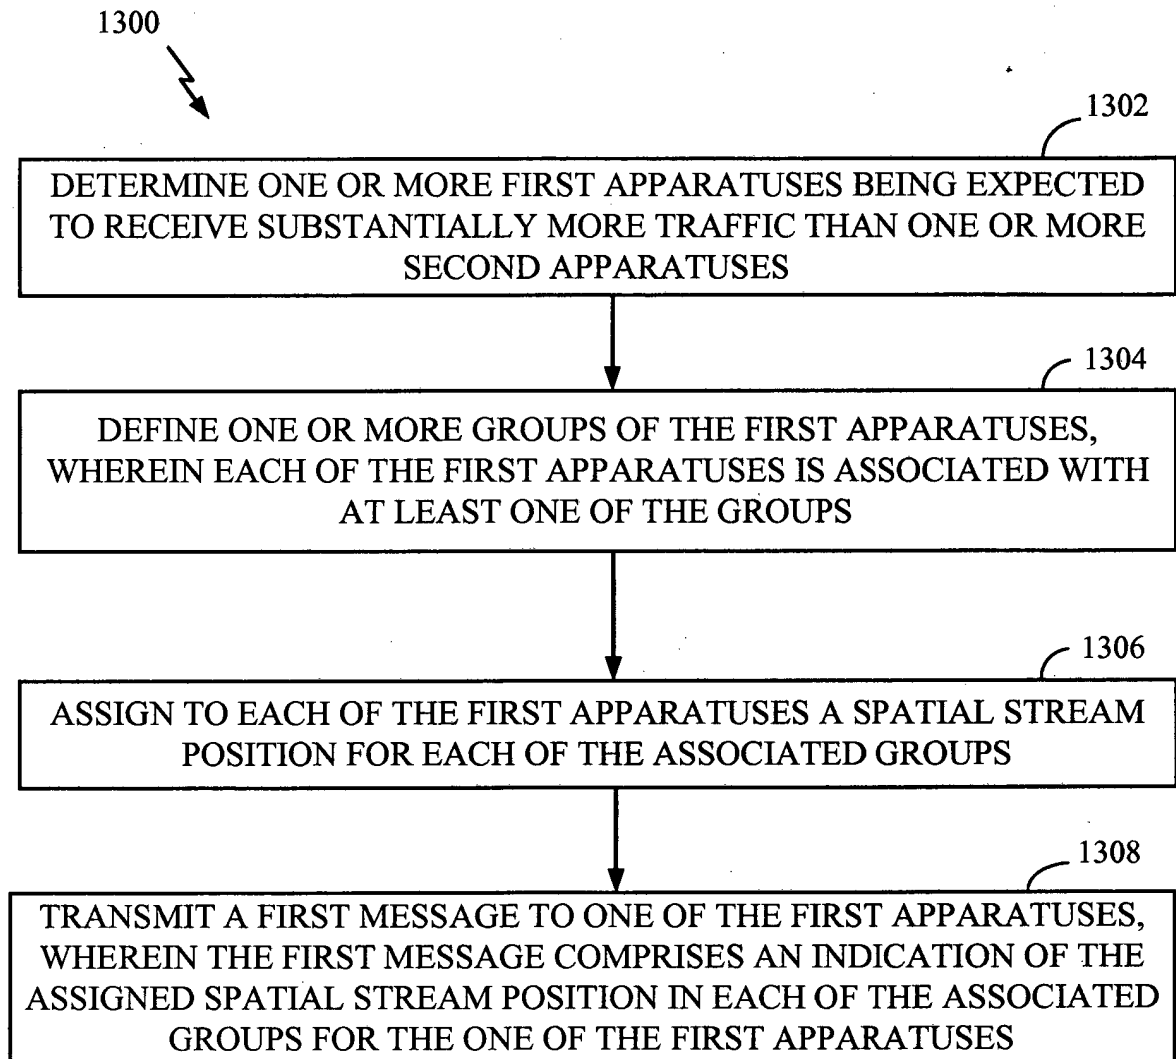 1300
1302
DETERMINE ONE OR MORE FIRST APPARATUSES BEING EXPECTED
TO RECEIVE SUBSTANTIALLY MORE TRAFFIC THAN ONE OR MORE
SECOND APPARATUSES
1304
DEFINE ONE OR MORE GROUPS OF THE FIRST APPARATUSES,
WHEREIN EACH OF THE FIRST APPARATUSES IS ASSOCIATED WITH
AT LEAST ONE OF THE GROUPS
1306
ASSIGN TO EACH OF THE FIRST APPARATUSES A SPATIAL STREAM
POSITION FOR EACH OF THE ASSOCIATED GROUPS
1308
TRANSMIT A FIRST MESSAGE TO ONE OF THE FIRST APPARATUSES,
WHEREIN THE FIRST MESSAGE COMPRISES AN INDICATION OF THE
ASSIGNED SPATIAL STREAM POSITION IN EACH OF THE ASSOCIATED
GROUPS FOR THE ONE OF THE FIRST APPARATUSES